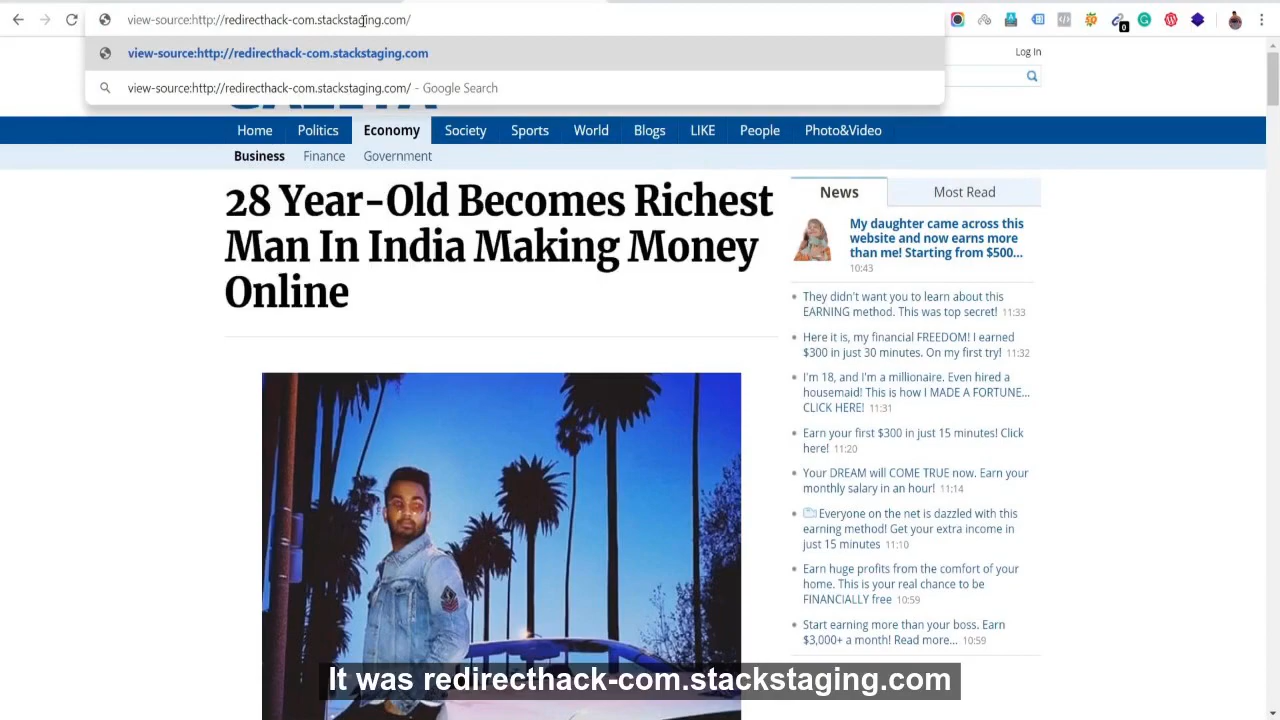 view-source:http://redirecthack-com.stackstaging.com/
0
view-source:http://redirecthack-com.stackstaging.com
view-source:http://redirecthack-com.stackstaging.com/ - Google Search
Log In
Home Politics Economy Society Sports World Blogs LIKE People Photo&Video
Business Finance Government
28 Year-Old Becomes Richest
Man In India Making Money
Online
News Most Read
My daughter came across this
website and now earns more
than me! Starting from $500...
10:43
They didn't want you to learn about this
EARNING method. This was top secret! 11:33
Here it is, my financial FREEDOM! I earned
$300 in just 30 minutes. On my first try! 11:32
I'm 18, and I'm a millionaire. Even hired a
housemaid! This is how I MADE A FORTUNE...
CLICK HERE! 11:31
Earn your first $300 in just 15 minutes! Click
here! 11:20
Your DREAM will COME TRUE now. Earn your
monthly salary in an hour! 11:14
Everyone on the net is dazzled with this
earning method! Get your extra income in
just 15 minutes 11:10
Earn huge profits from the comfort of your
home. This is your real chance to be
FINANCIALLY free 10:59
Start earning more than your boss. Earn
$3,000+ a month! Read more... 10:59
It was redirecthack-com.stackstaging.com